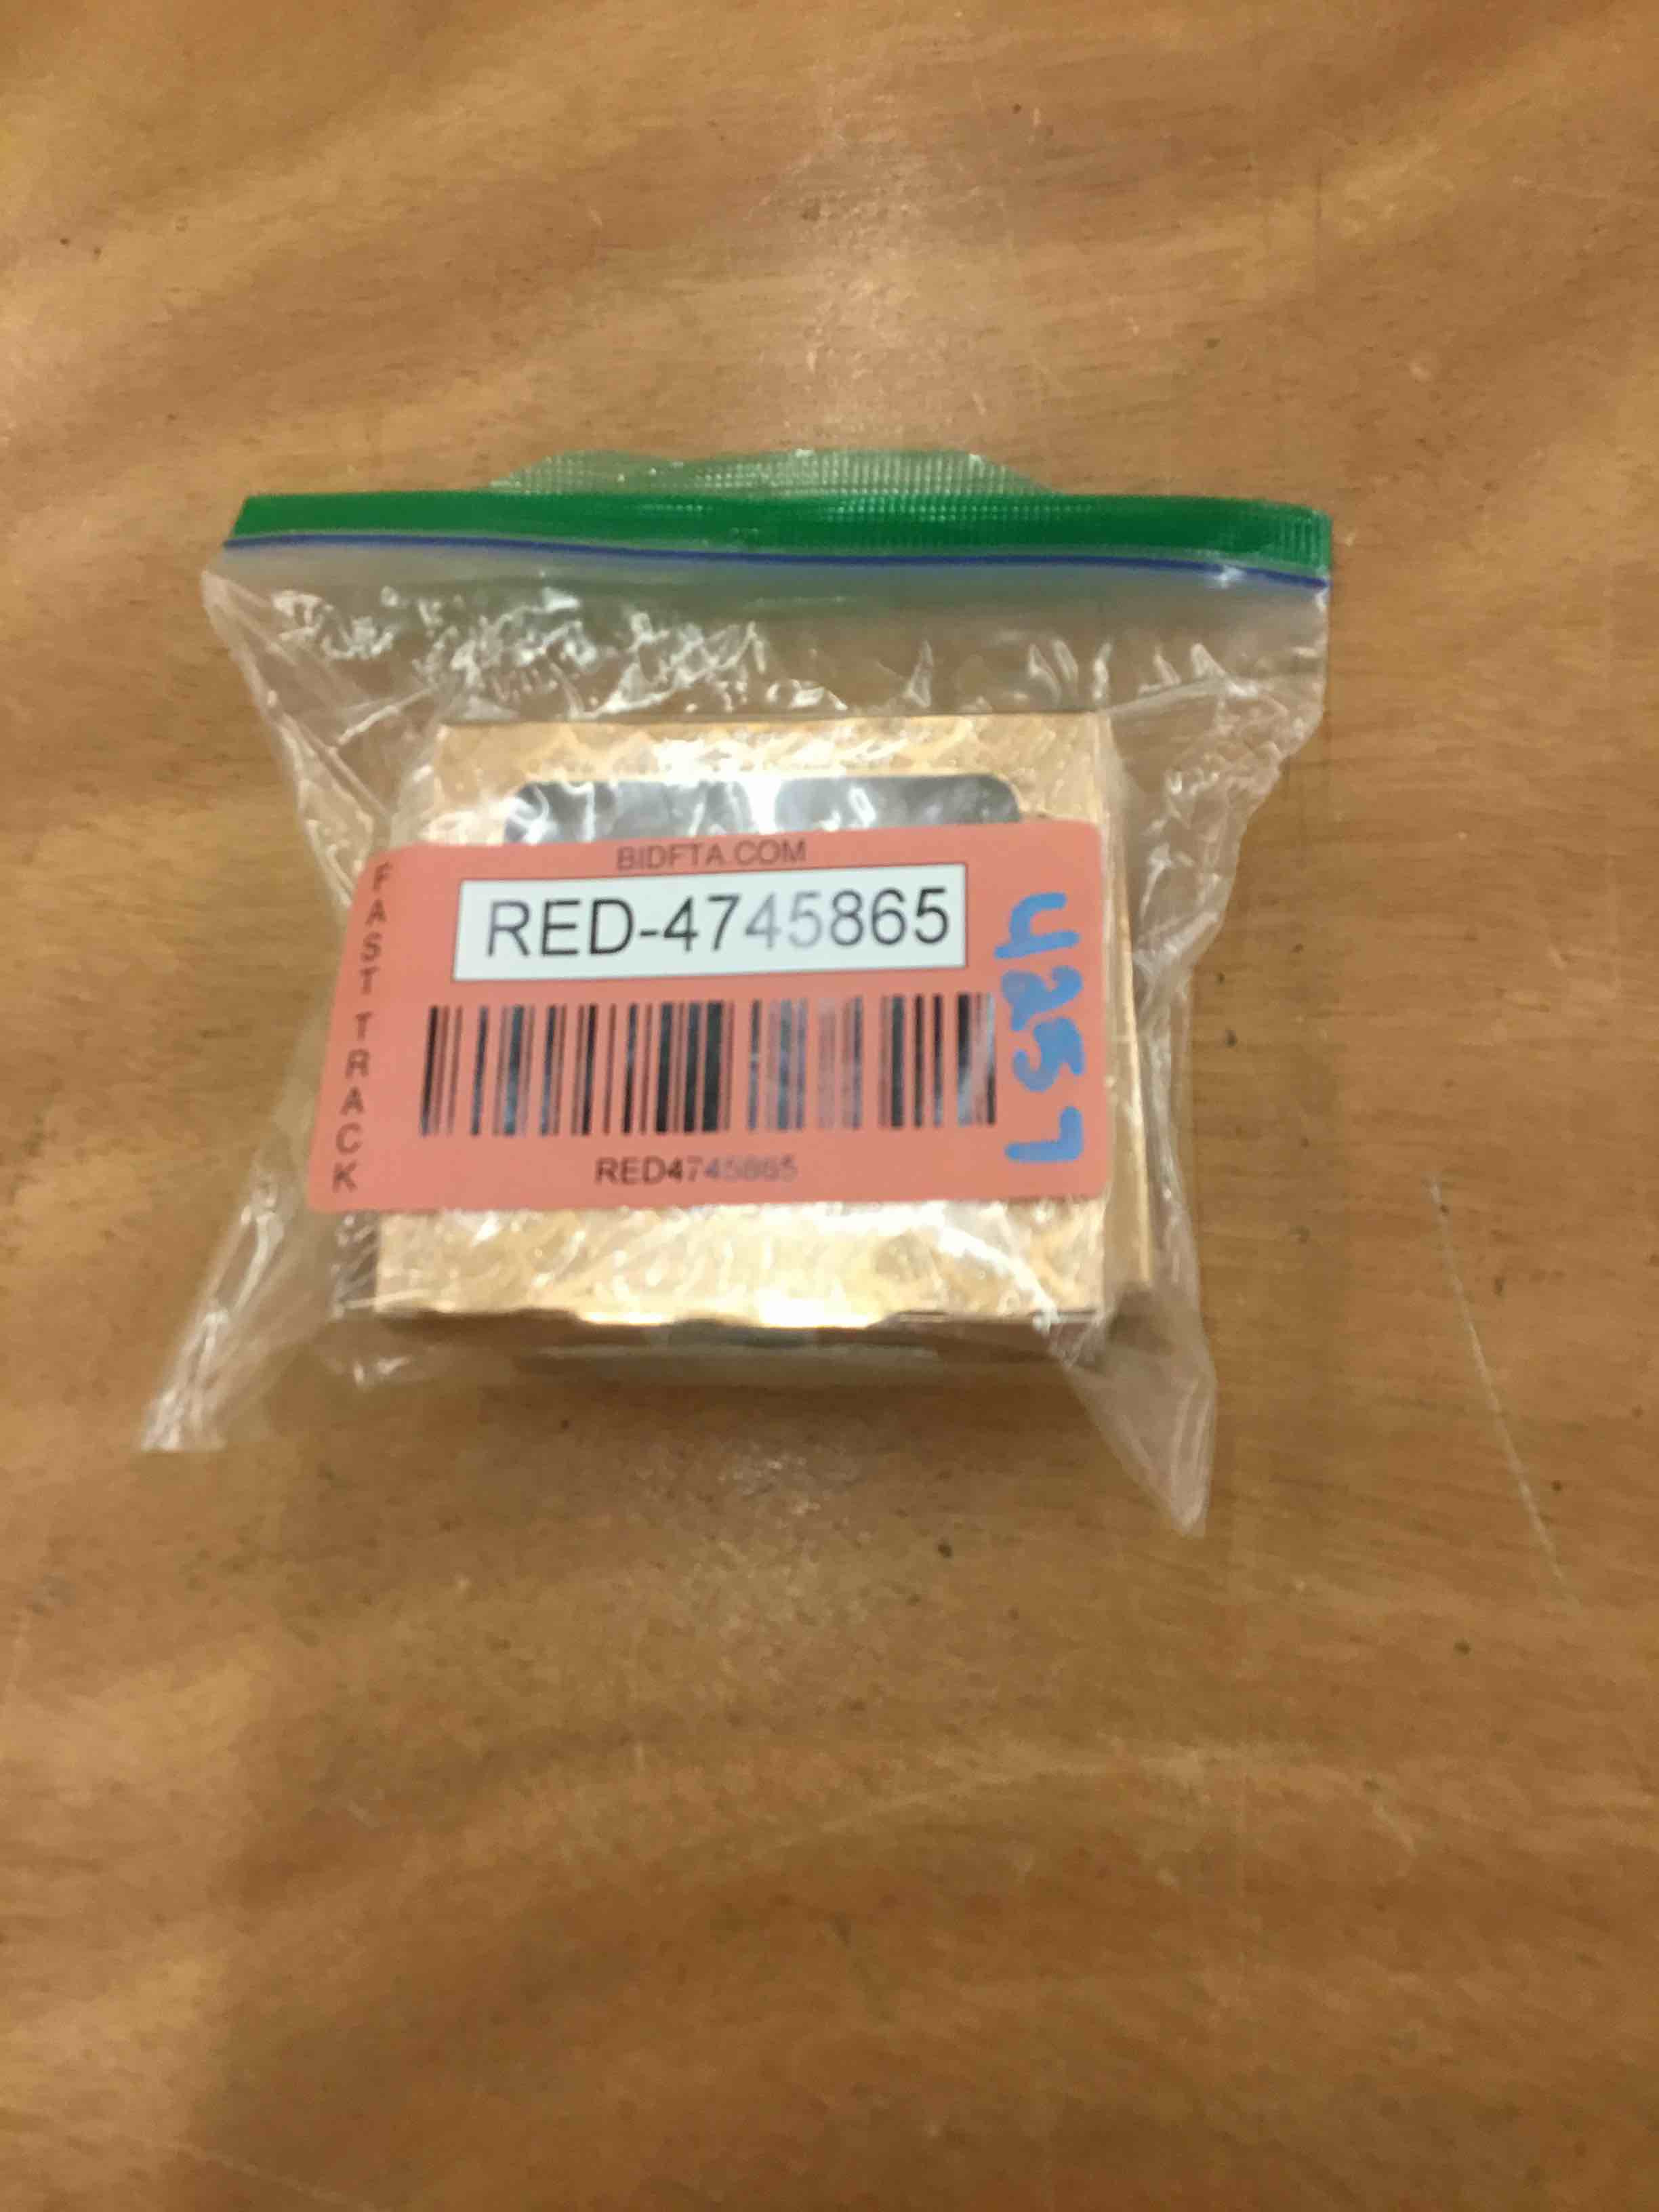 BIDFTA.COM
FAST TRACK
RED-4745865
RED4745865
4257